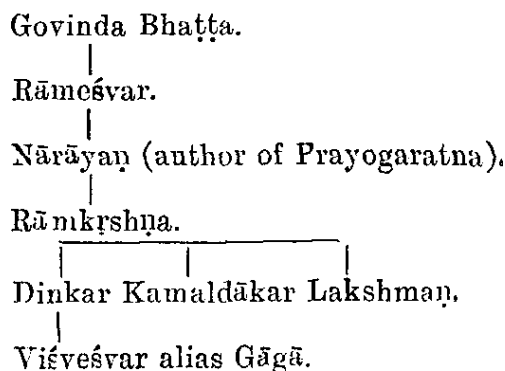 Govinda Bhaṭṭa.
Rāmeśvar.
Nārāyaṇ (author of Prayogaratna).
Rāmkṛshṇa.
Dinkar Kamaldākar Lakshmaṇ.
Viśveśvar alias Gāgā.